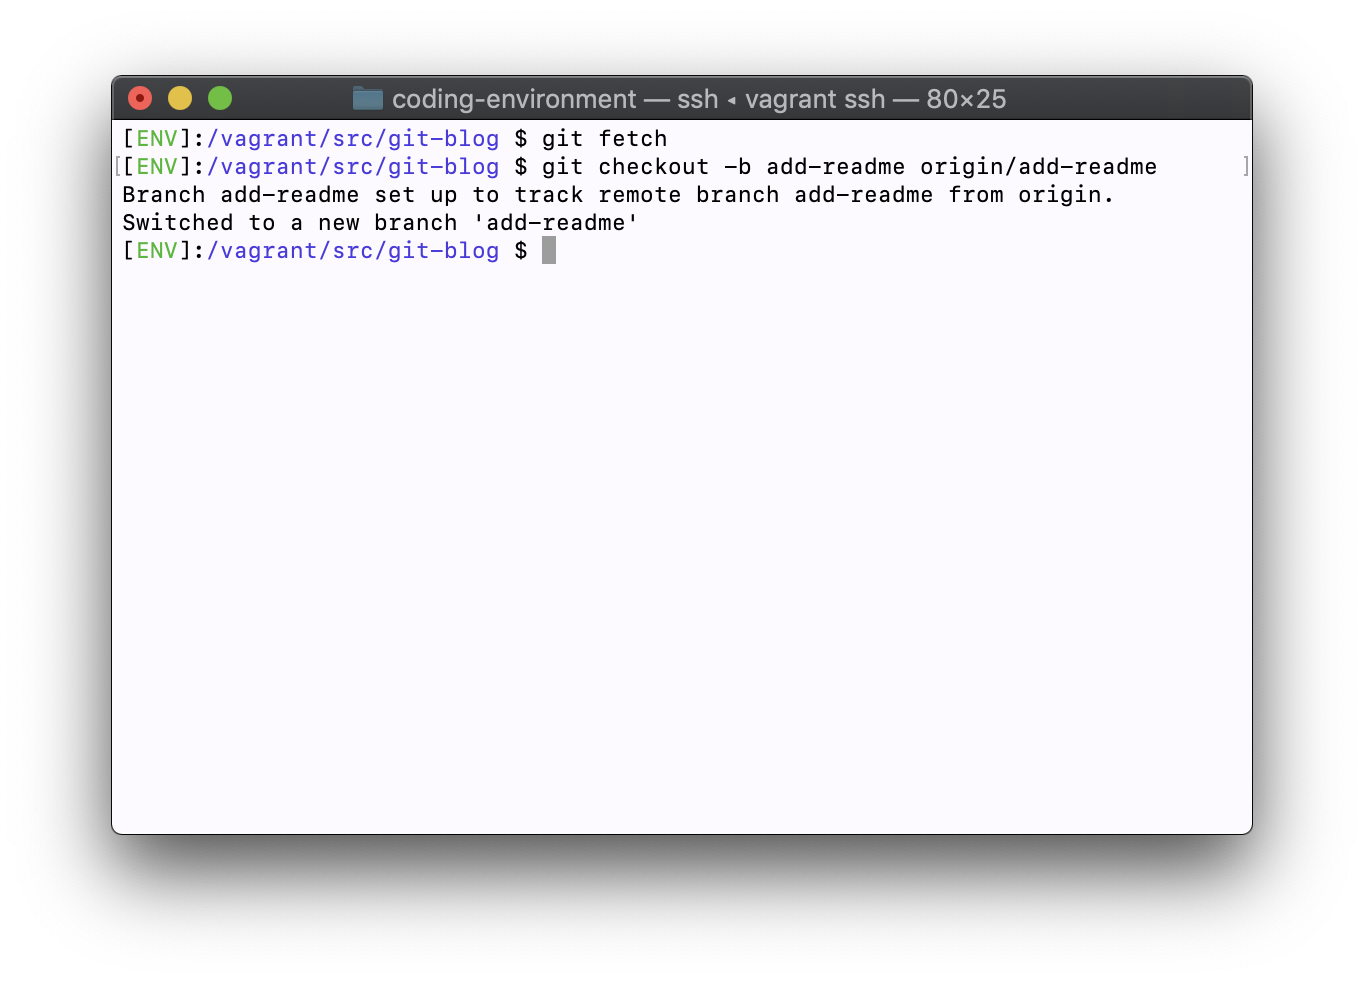 coding-environment — ssh ◂ vagrant ssh — 80×25
[ENV]:/vagrant/src/git-blog $ git fetch
[[ENV]:/vagrant/src/git-blog $ git checkout -b add-readme origin/add-readme ]
Branch add-readme set up to track remote branch add-readme from origin.
Switched to a new branch 'add-readme'
[ENV]:/vagrant/src/git-blog $